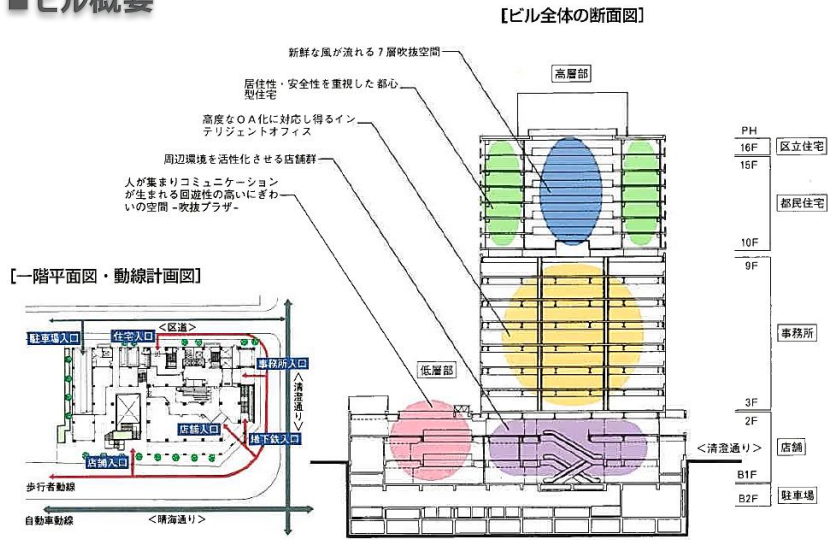 ■ビル概要
[ビル全体の断面図]
新鮮な風が流れる7層吹抜空間
高層部
居住性・安全性を重視した都心
型住宅
高度なOA化に対応し得るイン
テリジェントオフィス
周辺環境を活性化させる店舗群
人が集まりコミュニケーション
が生まれる回遊性の高いにぎわ
いの空間 -吹抜プラザ-
PH
16F
区立住宅
15F
都民住宅
10F
9F
事務所
3F
2F
店舗
B1F
B2F
駐車場
低層部
<清澄通り>
[一階平面図・動線計画図]
<区道>
駐車場入口
住宅入口
事務所入口
<清澄通り>
店舗入口
地下鉄入口
店舗入口
歩行者動線
自動車動線
<晴海通り>